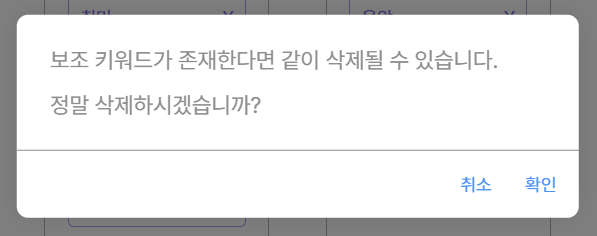 보조 키워드가 존재한다면 같이 삭제될 수 있습니다.
정말 삭제하시겠습니까?
취소 확인